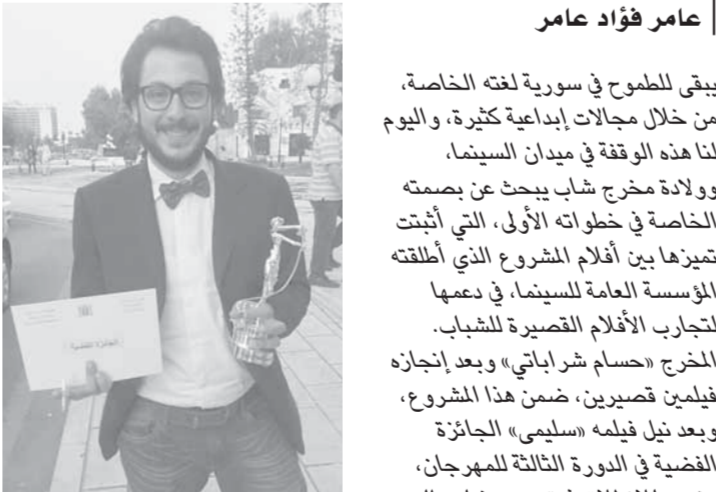 عامر فؤاد عامر
يبقى للطموح في سورية لغته الخاصة،
من خلال مجالات إبداعية كثيرة، واليوم
لنا هذه الوقفة في ميدان السينما،
وولادة مخرج شاب يبحث عن بصمته
الخاصة في خطواته الأولى، التي أثبتت
تميزها بين أفلام المشروع الذي أطلقته
المؤسسة العامة للسينما، في دعمها
لتجارب الأفلام القصيرة للشباب.
المخرج «حسام شراباتي» وبعد إنجازه
فيلمين قصيرين، ضمن هذا المشروع،
وبعد نيل فيلمه «سليمى» الجائزة
الفضية في الدورة الثالثة للمهرجان،
الجائزة الفضية